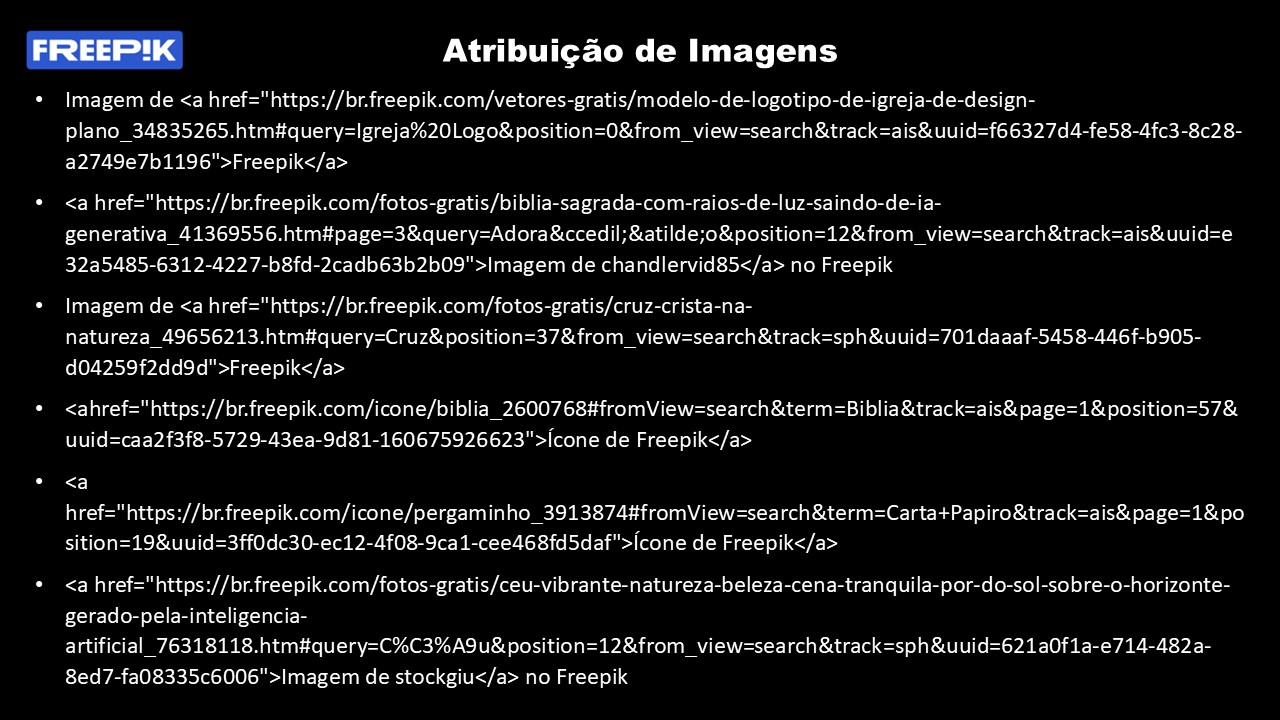 FREEP!K
Atribuição de Imagens
• Imagem de <a href="https://br.freepik.com/vetores-gratis/modelo-de-logotipo-de-igreja-de-design-
plano_34835265.htm#query=Igreja%20Logo&position=0&from_view=search&track=ais&uuid=f66327d4-fe58-4fc3-8c28-
a2749e7b1196">Freepik</a>
• <a href="https://br.freepik.com/fotos-gratis/biblia-sagrada-com-raios-de-luz-saindo-de-ia-
generativa_41369556.htm#page=3&query=Adora&ccedil;&atilde;o&position=12&from_view=search&track=ais&uuid=e
32a5485-6312-4227-b8fd-2cadb63b2b09">Imagem de chandlervid85</a> no Freepik
• Imagem de <a href="https://br.freepik.com/fotos-gratis/cruz-crista-na-
natureza_49656213.htm#query=Cruz&position=37&from_view=search&track=sph&uuid=701daaaf-5458-446f-b905-
d04259f2dd9d">Freepik</a>
• <ahref="https://br.freepik.com/icone/biblia_2600768#fromView=search&term=Biblia&track=ais&page=1&position=57&
uuid=caa2f3f8-5729-43ea-9d81-160675926623">Ícone de Freepik</a>
• <a
href="https://br.freepik.com/icone/pergaminho_3913874#fromView=search&term=Carta+Papiro&track=ais&page=1&po
sition=19&uuid=3ff0dc30-ec12-4f08-9ca1-cee468fd5daf">Ícone de Freepik</a>
• <a href="https://br.freepik.com/fotos-gratis/ceu-vibrante-natureza-beleza-cena-tranquila-por-do-sol-sobre-o-horizonte-
gerado-pela-inteligencia-
artificial_76318118.htm#query=C%C3%A9u&position=12&from_view=search&track=sph&uuid=621a0f1a-e714-482a-
8ed7-fa08335c6006">Imagem de stockgiu</a> no Freepik